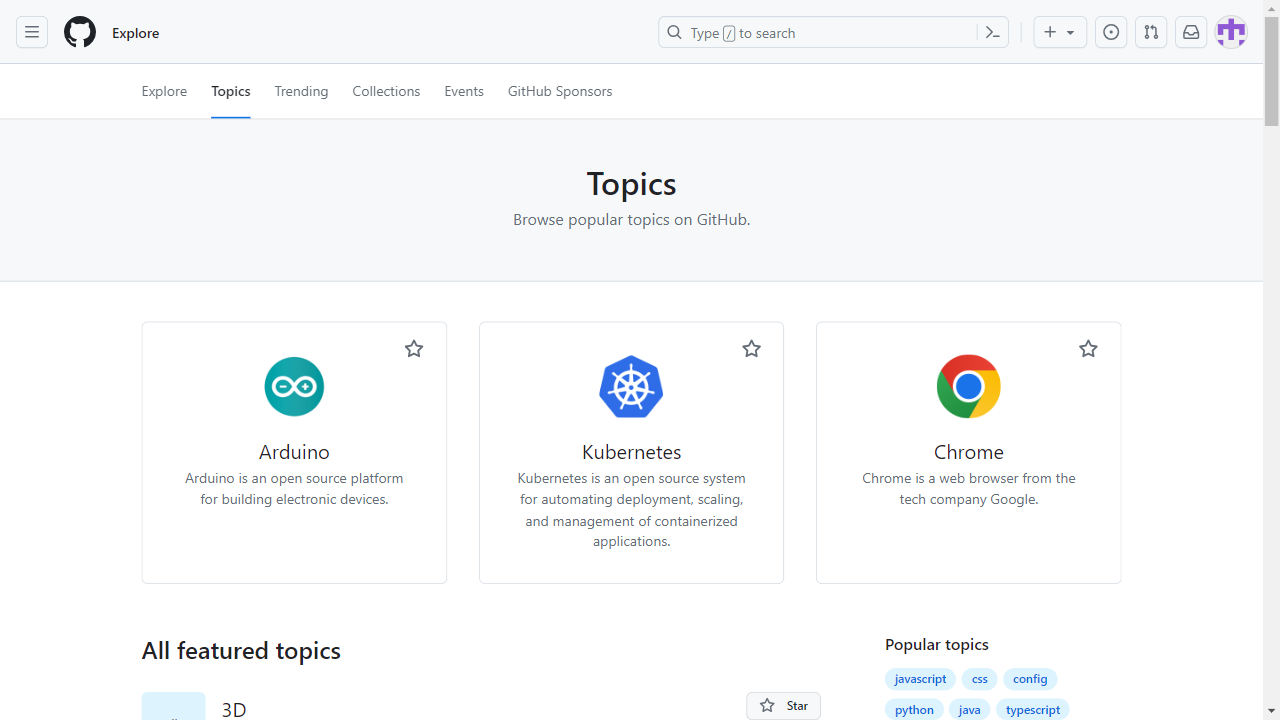 Explore
Type / to search
Explore
Topics
Trending
Collections
Events
GitHub Sponsors
Topics
Browse popular topics on GitHub.
Arduino
Arduino is an open source platform
for building electronic devices.
Kubernetes
Kubernetes is an open source system
for automating deployment, scaling,
and management of containerized
applications.
Chrome
Chrome is a web browser from the
tech company Google.
All featured topics
3D
Star
Popular topics
javascript css config
python java typescript